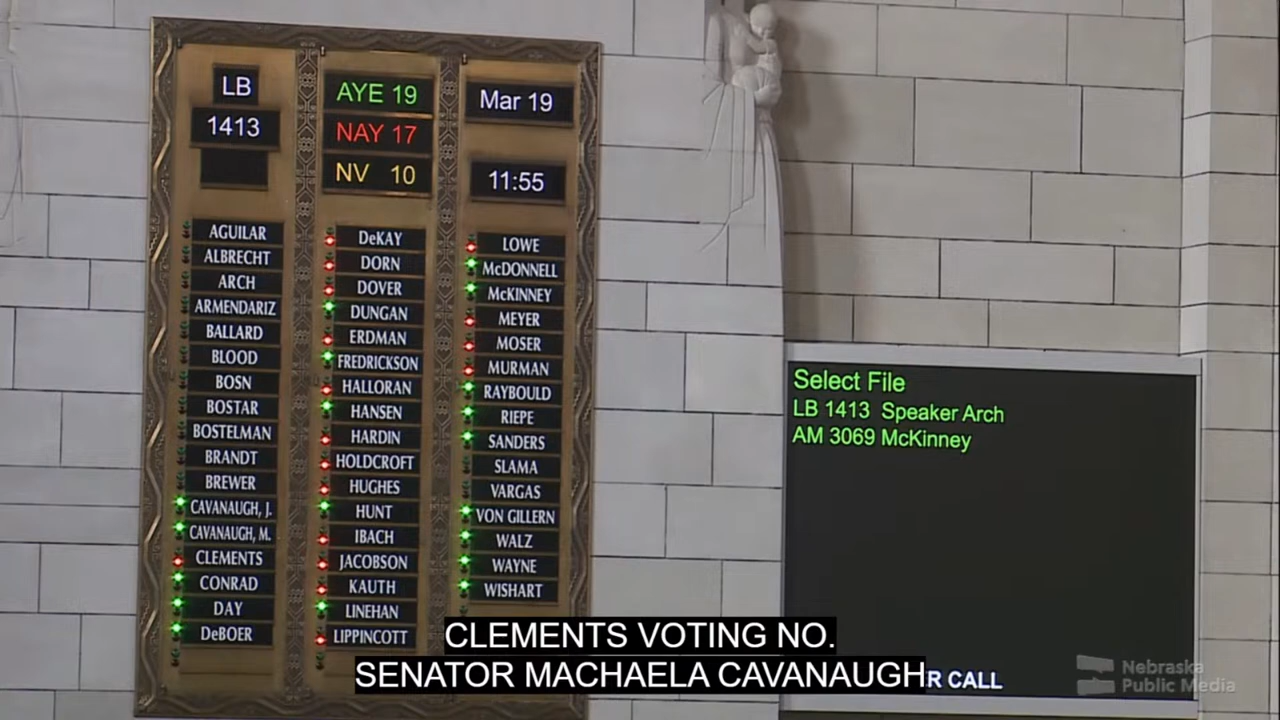 LB
1413
AYE 19
NAY 17
NV 10
Mar 19
11:55
AGUILAR
ALBRECHT
ARCH
ARMENDARIZ
BALLARD
BLOOD
BOSN
BOSTAR
BOSTELMAN
BRANDT
BREWER
CAVANAUGH, J.
CAVANAUGH, M.
CLEMENTS
CONRAD
DAY
DeBOER
DeKAY
DORN
DOVER
DUNGAN
ERDMAN
FREDRICKSON
HALLORAN
HANSEN
HARDIN
HOLDCROFT
HUGHES
HUNT
IBACH
JACOBSON
KAUTH
LINEHAN
LIPPINCOTT
LOWE
McDONNELL
McKINNEY
MEYER
MOSER
MURMAN
RAYBOULD
RIEPE
SANDERS
SLAMA
VARGAS
VON GILLERN
WALZ
WAYNE
WISHART
Select File
LB 1413 Speaker Arch
AM 3069 McKinney
R CALL
CLEMENTS VOTING NO.
SENATOR MACHAELA CAVANAUGH
Nebraska
Public Media